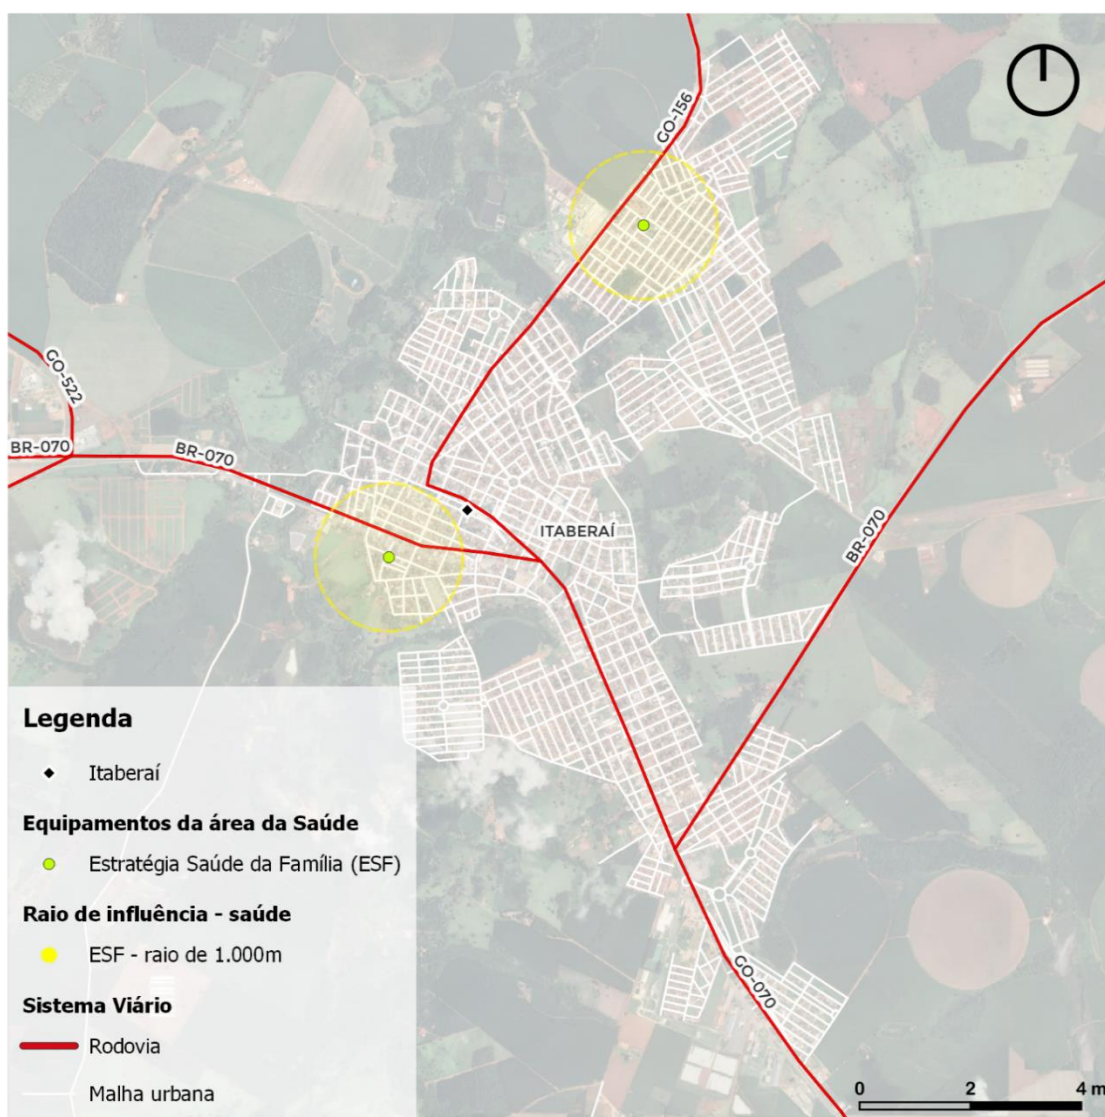 GO-156
GO-522
BR-070
BR-070
ITABERAÍ
BR-070
GO-070
Legenda
Itaberaí
Equipamentos da área da Saúde
Estratégia Saúde da Família (ESF)
Raio de influência - saúde
ESF - raio de 1.000m
Sistema Viário
Rodovia
Malha urbana
0 2 4 m